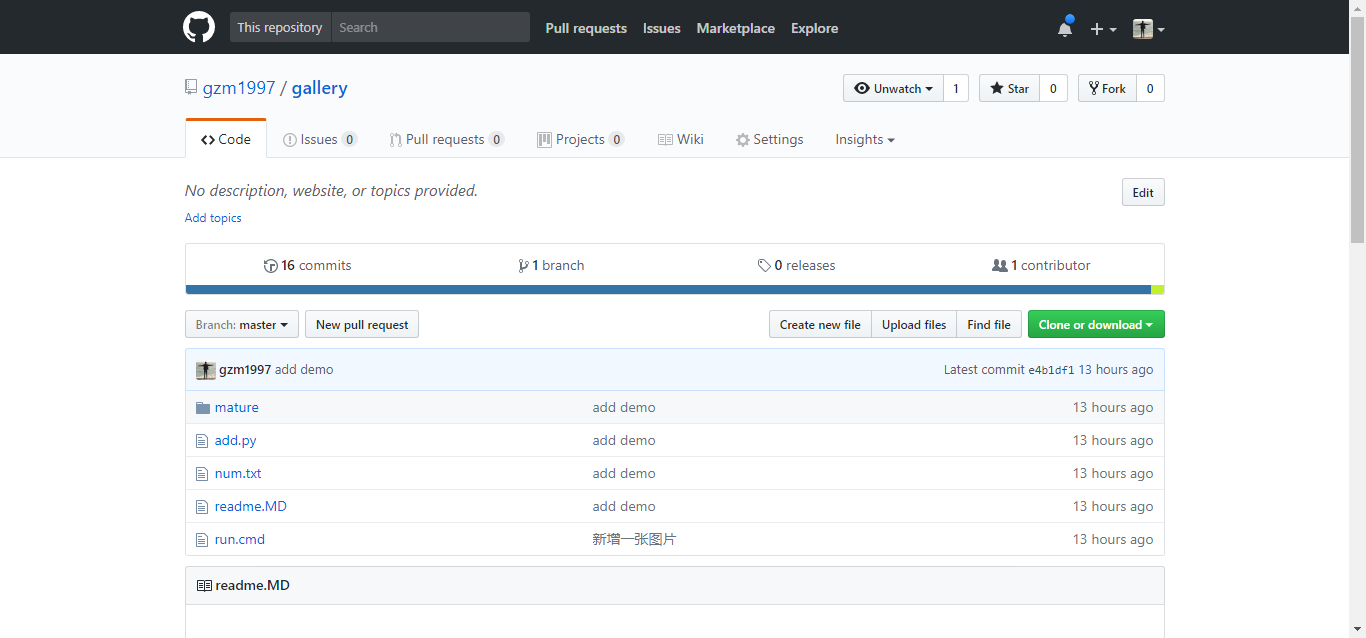 This repository Search Pull requests Issues Marketplace Explore
gzm1997 / gallery Unwatch 1 Star 0 Fork 0
Code Issues 0 Pull requests 0 Projects 0 Wiki Settings Insights
No description, website, or topics provided. Edit
Add topics
16 commits 1 branch 0 releases 1 contributor
Branch: master New pull request Create new file Upload files Find file Clone or download
gzm1997 add demo Latest commit e4b1df1 13 hours ago
mature add demo 13 hours ago
add.py add demo 13 hours ago
num.txt add demo 13 hours ago
readme.MD add demo 13 hours ago
run.cmd 新增一张图片 13 hours ago
readme.MD